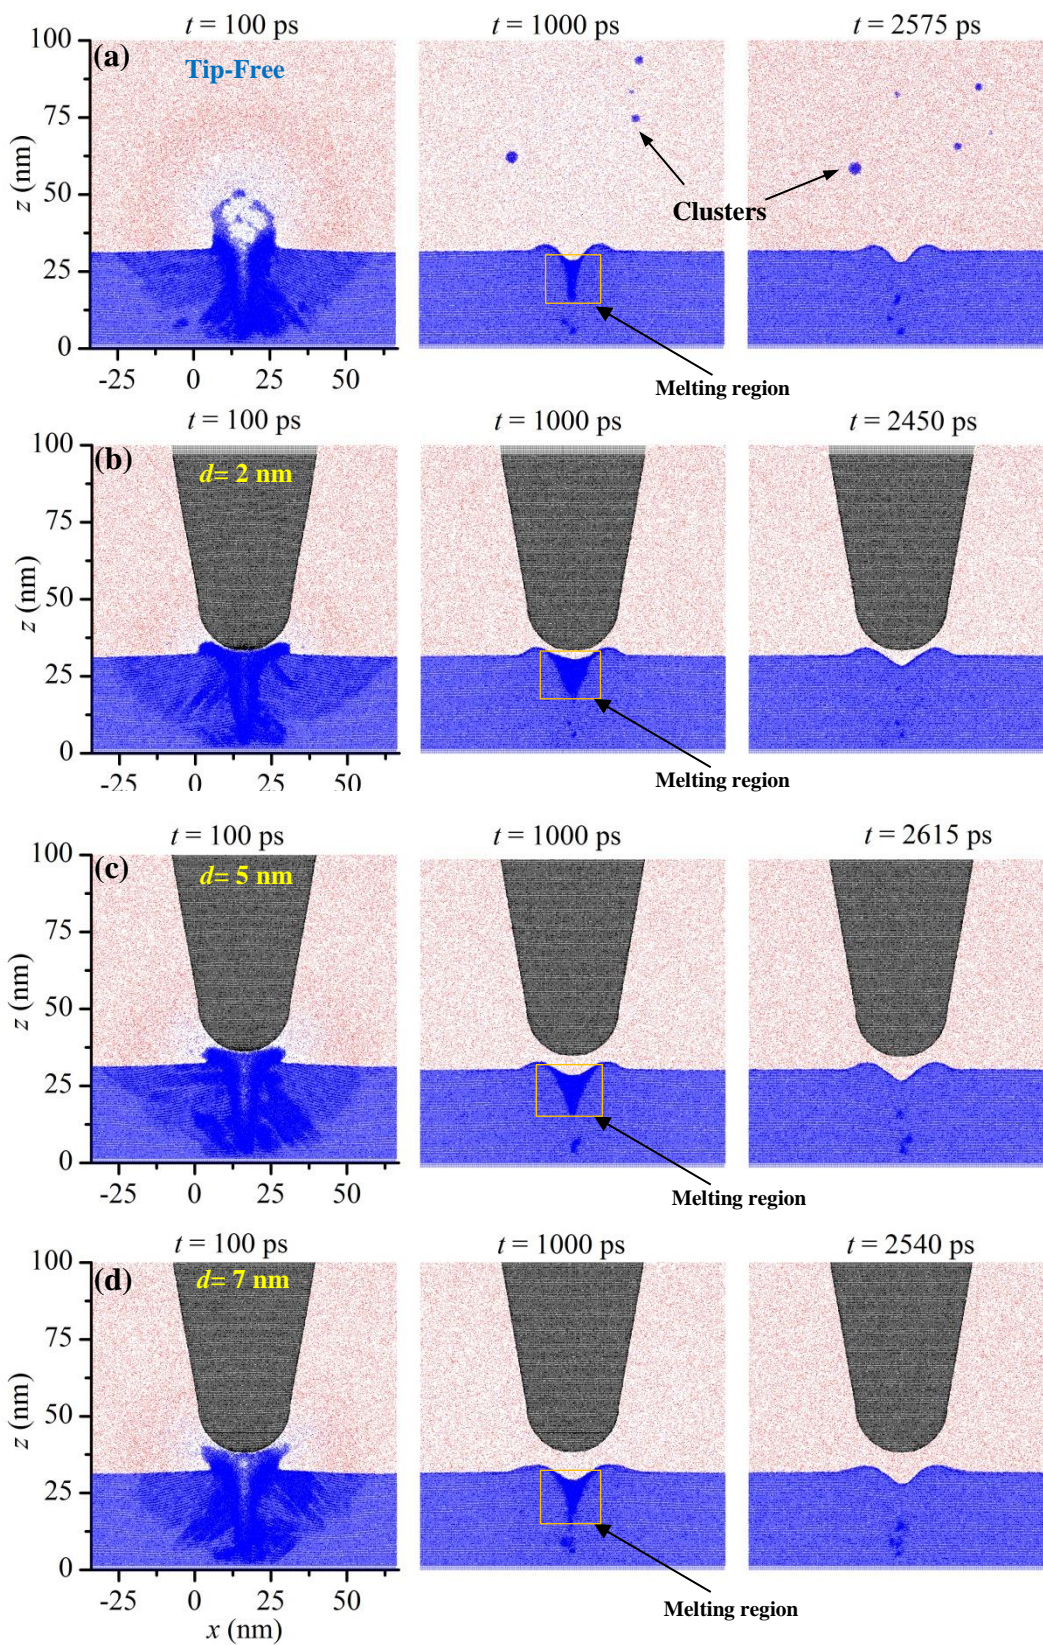 t = 100 ps t = 1000 ps t = 2575 ps
(a) Tip-Free
100
75
50
25
0
z (nm)
-25 0 25 50
Clusters
Melting region
t = 100 ps t = 1000 ps t = 2450 ps
(b) d= 2 nm
100
75
50
25
0
z (nm)
-25 0 25 50
Melting region
t = 100 ps t = 1000 ps t = 2615 ps
(c) d= 5 nm
100
75
50
25
0
z (nm)
-25 0 25 50
Melting region
t = 100 ps t = 1000 ps t = 2540 ps
(d) d= 7 nm
100
75
50
25
0
z (nm)
-25 0 25 50
x (nm)
Melting region